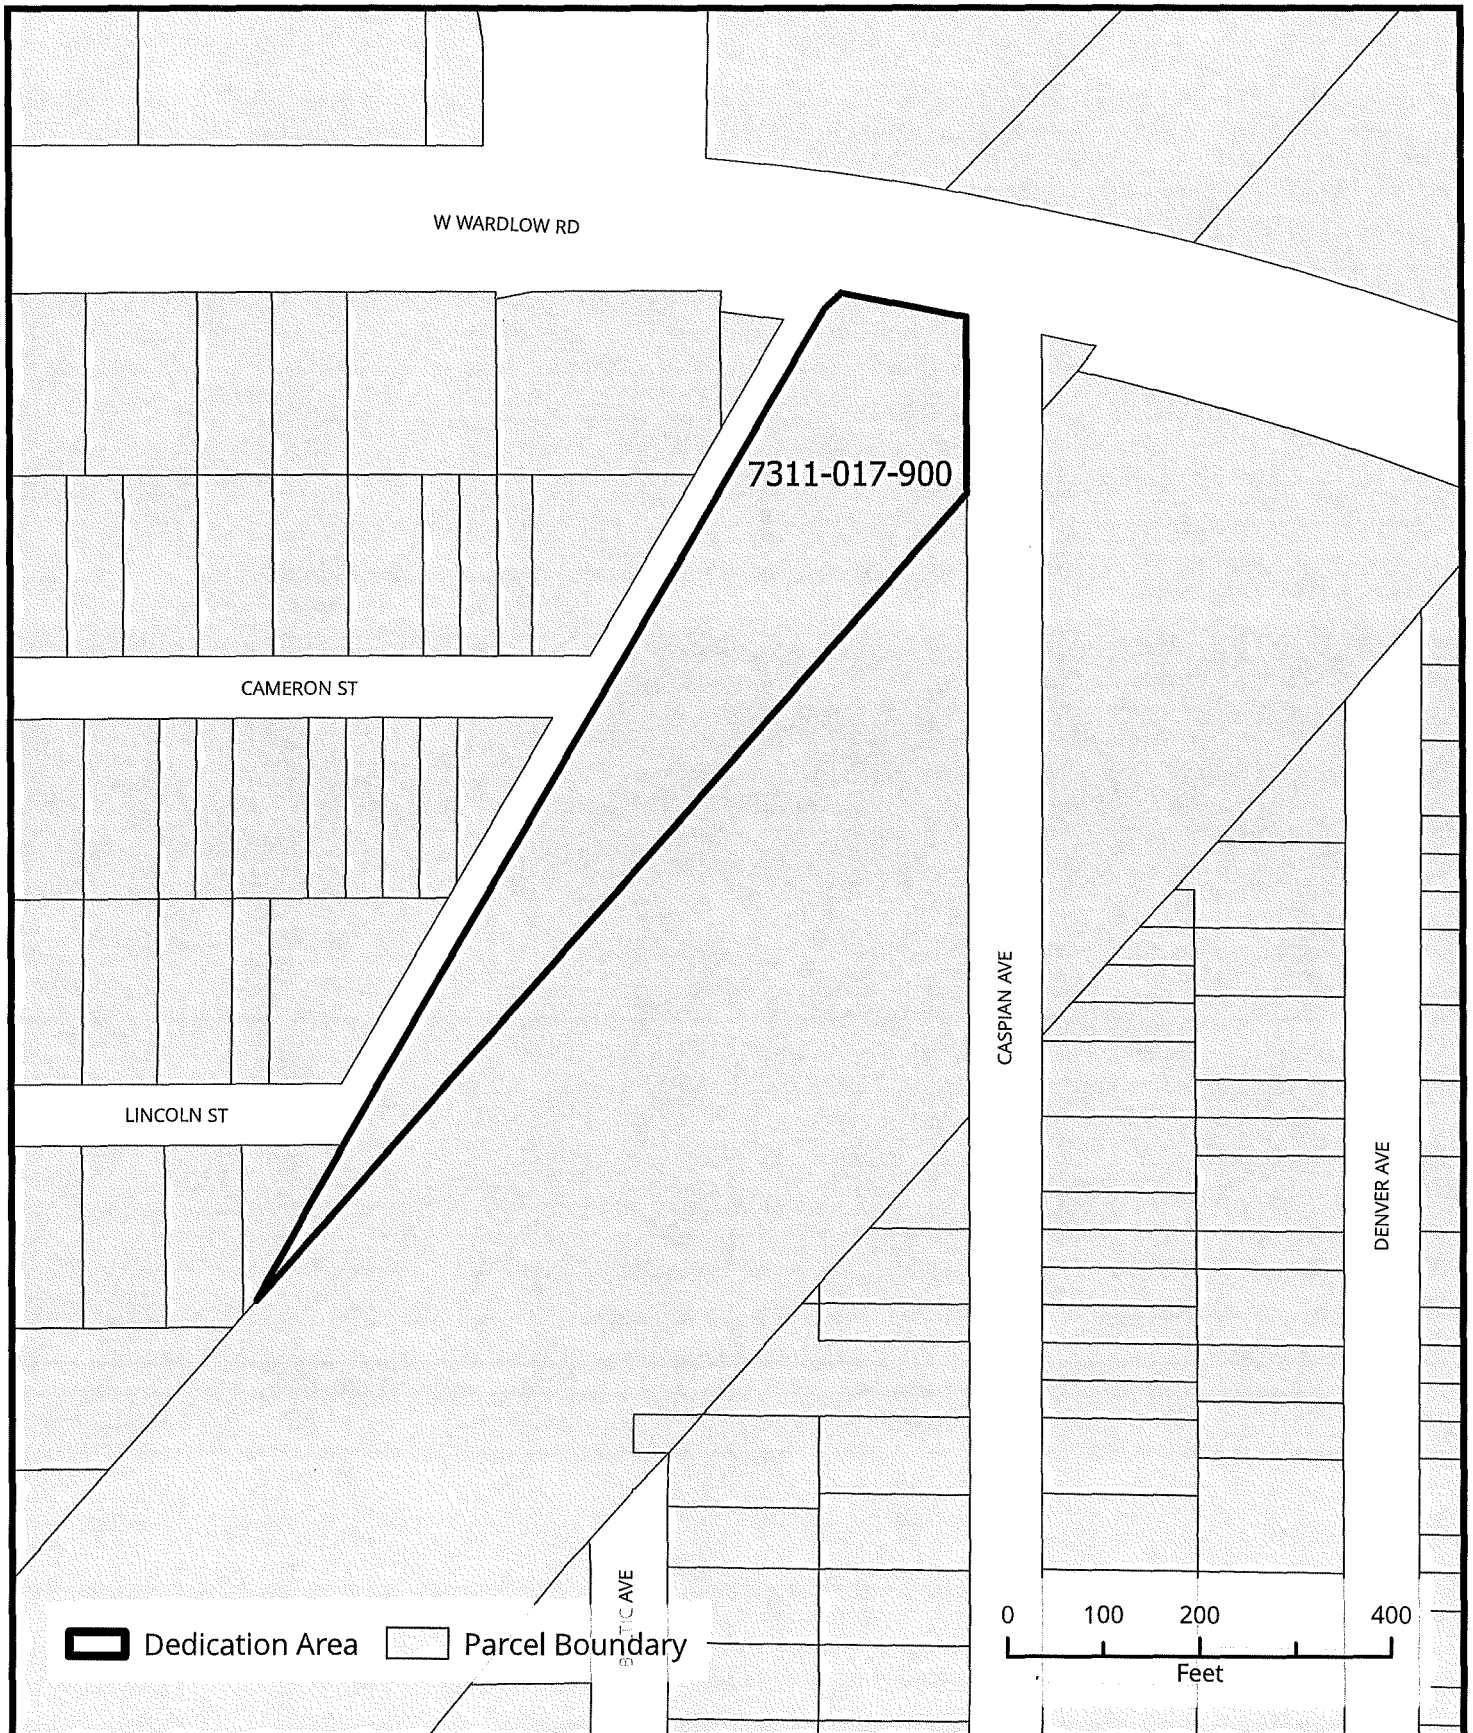 W WARDLOW RD
7311-017-900
CAMERON ST
CASPIAN AVE
LINCOLN ST
DENVER AVE
AVE
0 100 200 400
Feet
Dedication Area
Parcel Boundary